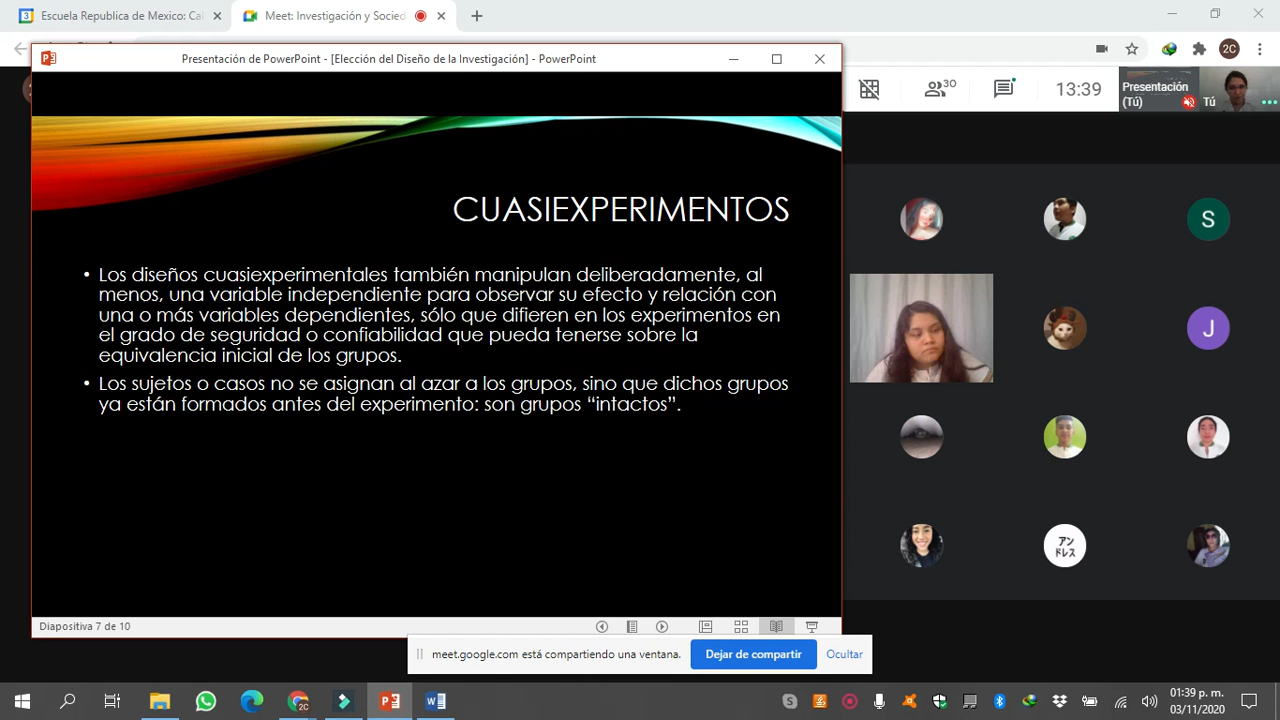 Escuela Republica de Mexico: Cal
Meet: Investigación y Socied
2C
Presentación de PowerPoint - [Elección del Diseño de la Investigación] - PowerPoint
30
13:39
Presentación
(Tú)
Tú
CUASIEXPERIMENTOS
• Los diseños cuasiexperimentales también manipulan deliberadamente, al
menos, una variable independiente para observar su efecto y relación con
una o más variables dependientes, sólo que difieren en los experimentos en
el grado de seguridad o confiabilidad que pueda tenerse sobre la
equivalencia inicial de los grupos.
• Los sujetos o casos no se asignan al azar a los grupos, sino que dichos grupos
ya están formados antes del experimento: son grupos “intactos”.
S
J
アン
ドレス
Diapositiva 7 de 10
meet.google.com está compartiendo una ventana.
Dejar de compartir
Ocultar
01:39 p. m.
03/11/2020